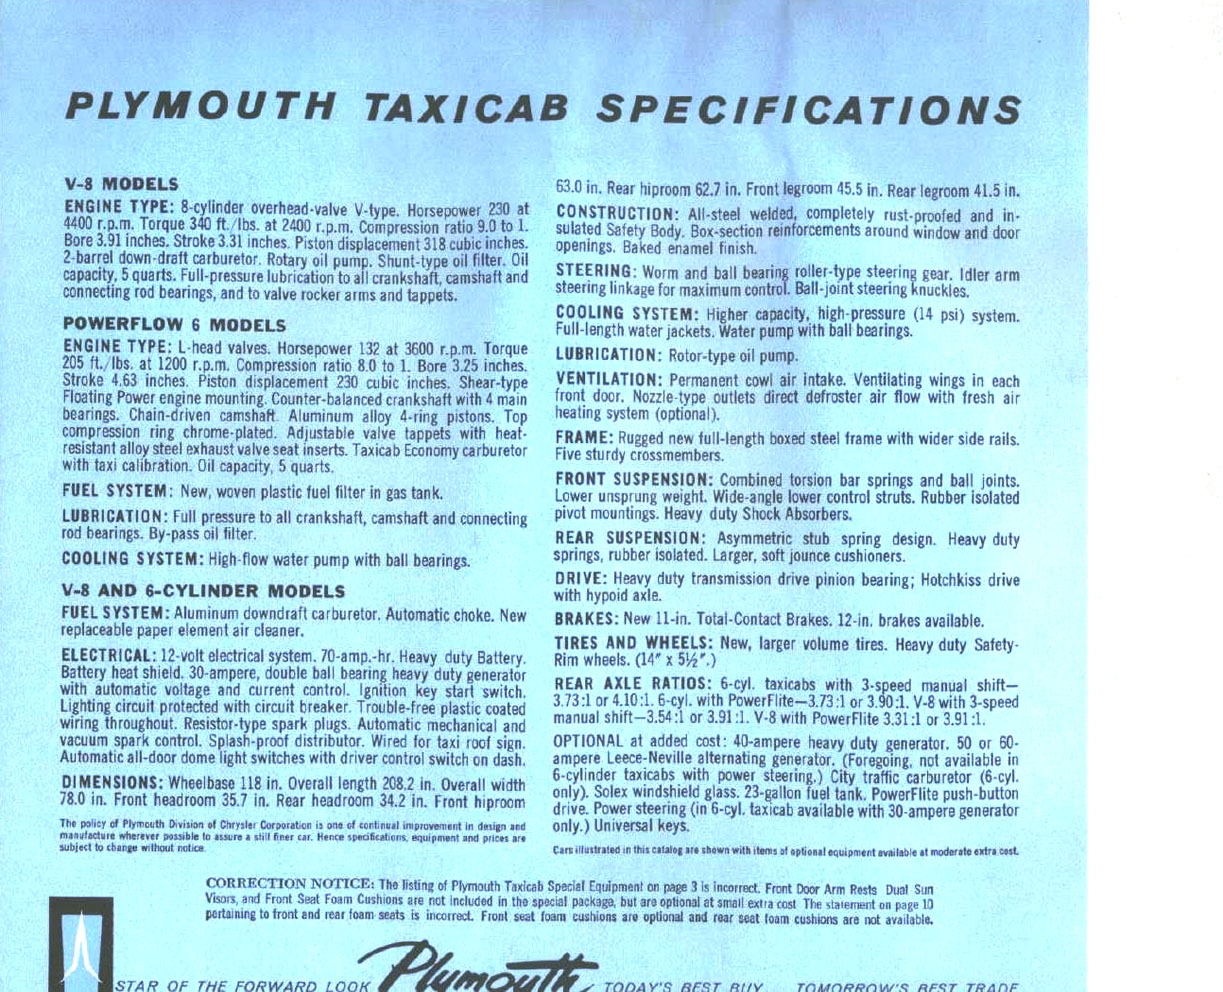 PLYMOUTH TAXICAB SPECIFICATIONS
V-8 MODELS
ENGINE TYPE: 8-cylinder overhead-valve V-type. Horsepower 230 at
4400 r.p.m. Torque 340 ft./lbs. at 2400 r.p.m. Compression ratio 9.0 to 1.
Bore 3.91 inches. Stroke 3.31 inches. Piston displacement 318 cubic inches.
2-barrel down-draft carburetor. Rotary oil pump. Shunt-type oil filter. Oil
capacity, 5 quarts. Full-pressure lubrication to all crankshaft, camshaft and
connecting rod bearings, and to valve rocker arms and tappets.
POWERFLOW 6 MODELS
ENGINE TYPE: L-head valves. Horsepower 132 at 3600 r.p.m. Torque
205 ft./lbs. at 1200 r.p.m. Compression ratio 8.0 to 1. Bore 3.25 inches.
Stroke 4.63 inches. Piston displacement 230 cubic inches. Shear-type
Floating Power engine mounting. Counter-balanced crankshaft with 4 main
bearings. Chain-driven camshaft. Aluminum alloy 4-ring pistons. Top
compression ring chrome-plated. Adjustable valve tappets with heat-
resistant alloy steel exhaust valve seat inserts. Taxicab Economy carburetor
with taxi calibration. Oil capacity, 5 quarts.
FUEL SYSTEM: New, woven plastic fuel filter in gas tank.
LUBRICATION: Full pressure to all crankshaft, camshaft and connecting
rod bearings. By-pass oil filter.
COOLING SYSTEM: High-flow water pump with ball bearings.
V-8 AND 6-CYLINDER MODELS
FUEL SYSTEM: Aluminum downdraft carburetor. Automatic choke. New
replaceable paper element air cleaner.
ELECTRICAL: 12-volt electrical system. 70-amp.-hr. Heavy duty Battery.
Battery heat shield. 30-ampere, double ball bearing heavy duty generator
with automatic voltage and current control. Ignition key start switch.
Lighting circuit protected with circuit breaker. Trouble-free plastic coated
wiring throughout. Resistor-type spark plugs. Automatic mechanical and
vacuum spark control. Splash-proof distributor. Wired for taxi roof sign.
Automatic all-door dome light switches with driver control switch on dash.
DIMENSIONS: Wheelbase 118 in. Overall length 208.2 in. Overall width
78.0 in. Front headroom 35.7 in. Rear headroom 34.2 in. Front hiproom
The policy of Plymouth Division of Chrysler Corporation is one of continual improvement in design and
manufacture wherever possible to assure a still finer car. Hence specifications, equipment and prices are
subject to change without notice.
63.0 in. Rear hiproom 62.7 in. Front legroom 45.5 in. Rear legroom 41.5 in.
CONSTRUCTION: All-steel welded, completely rust-proofed and in-
sulated Safety Body. Box-section reinforcements around window and door
openings. Baked enamel finish.
STEERING: Worm and ball bearing roller-type steering gear. Idler arm
steering linkage for maximum control. Ball-joint steering knuckles.
COOLING SYSTEM: Higher capacity, high-pressure (14 psi) system.
Full-length water jackets. Water pump with ball bearings.
LUBRICATION: Rotor-type oil pump.
VENTILATION: Permanent cowl air intake. Ventilating wings in each
front door. Nozzle-type outlets direct defroster air flow with fresh air
heating system (optional).
FRAME: Rugged new full-length boxed steel frame with wider side rails.
Five sturdy crossmembers.
FRONT SUSPENSION: Combined torsion bar springs and ball joints.
Lower unsprung weight. Wide-angle lower control struts. Rubber isolated
pivot mountings. Heavy duty Shock Absorbers.
REAR SUSPENSION: Asymmetric stub spring design. Heavy duty
springs, rubber isolated. Larger, soft jounce cushioners.
DRIVE: Heavy duty transmission drive pinion bearing; Hotchkiss drive
with hypoid axle.
BRAKES: New 11-in. Total-Contact Brakes. 12-in. brakes available.
TIRES AND WHEELS: New, larger volume tires. Heavy duty Safety-
Rim wheels. (14" x 5½".)
REAR AXLE RATIOS: 6-cyl. taxicabs with 3-speed manual shift—
3.73:1 or 4.10:1. 6-cyl. with PowerFlite—3.73:1 or 3.90:1. V-8 with 3-speed
manual shift—3.54:1 or 3.91:1. V-8 with PowerFlite 3.31:1 or 3.91:1.
OPTIONAL at added cost: 40-ampere heavy duty generator. 50 or 60-
ampere Leece-Neville alternating generator. (Foregoing, not available in
6-cylinder taxicabs with power steering.) City traffic carburetor (6-cyl.
only). Solex windshield glass. 23-gallon fuel tank. PowerFlite push-button
drive. Power steering (in 6-cyl. taxicab available with 30-ampere generator
only.) Universal keys.
Cars illustrated in this catalog are shown with items of optional equipment available at moderate extra cost.
CORRECTION NOTICE: The listing of Plymouth Taxicab Special Equipment on page 3 is incorrect. Front Door Arm Rests Dual Sun
Visors, and Front Seat Foam Cushions are not included in the special package, but are optional at small extra cost The statement on page 10
pertaining to front and rear foam seats is incorrect. Front seat foam cushions are optional and rear seat foam cushions are not available.
STAR OF THE FORWARD LOOK Plymouth TODAY'S BEST BUY... TOMORROW'S BEST TRADE